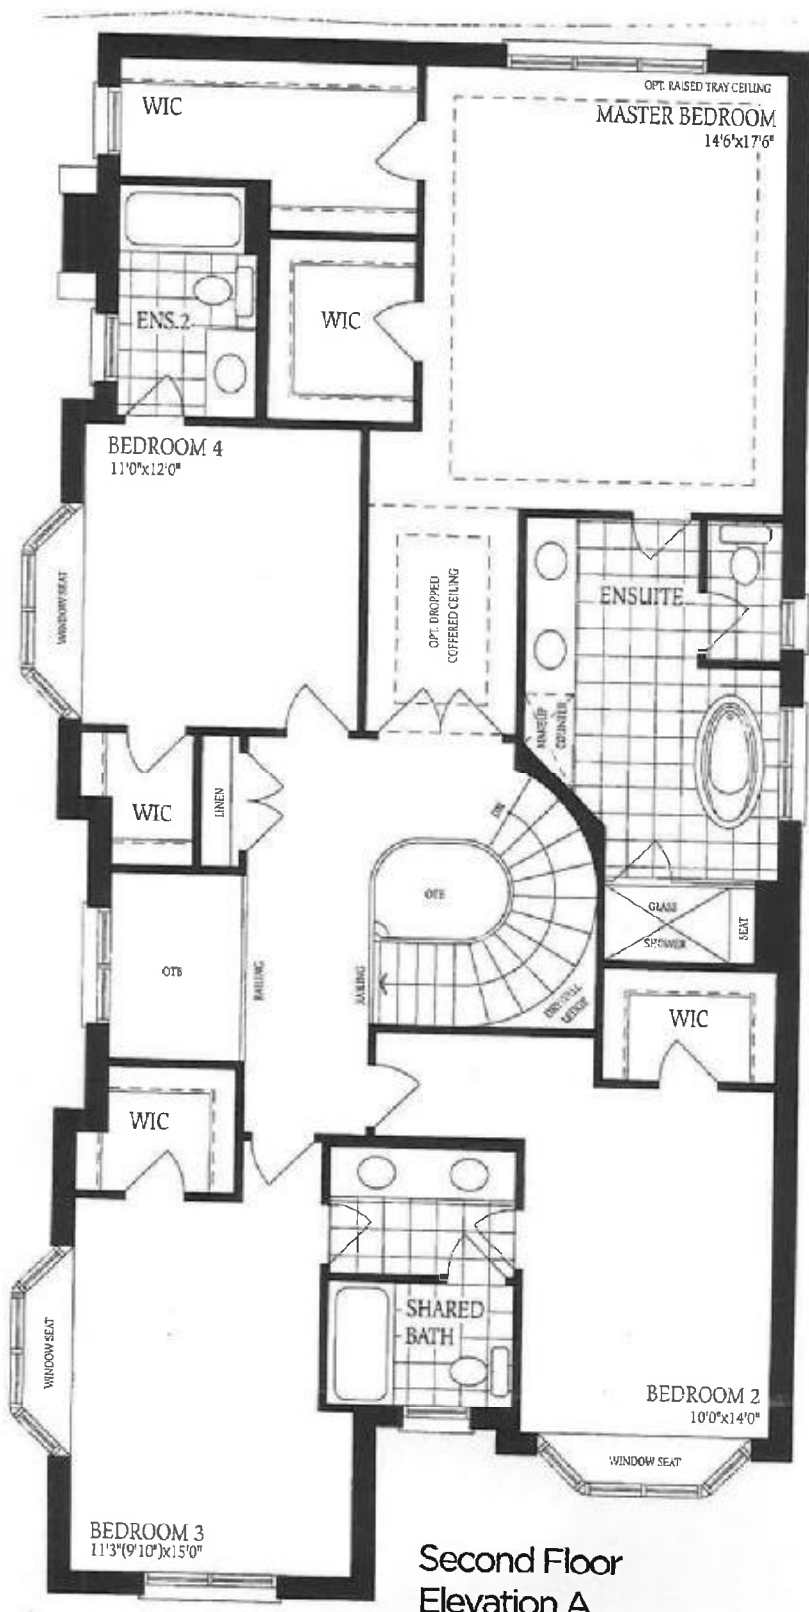 OPT. RAISED TRAY CEILING
WIC
MASTER BEDROOM
14'6"x17'6"
ENS.2
WIC
BEDROOM 4
11'0"x12'0"
WINDOW SEAT
OPT. DROPPED
COFFERED CEILING
ENSUITE
MAKEUP
COUNTER
WIC
LINEN
DN
OTB
GLASS
SHOWER
SEAT
OTB
RAILING
RAILING
LEDGE
WIC
WIC
SHARED
BATH
WINDOW SEAT
BEDROOM 2
10'0"x14'0"
WINDOW SEAT
BEDROOM 3
11'3"(9'10")x15'0"
Second Floor
Elevation A